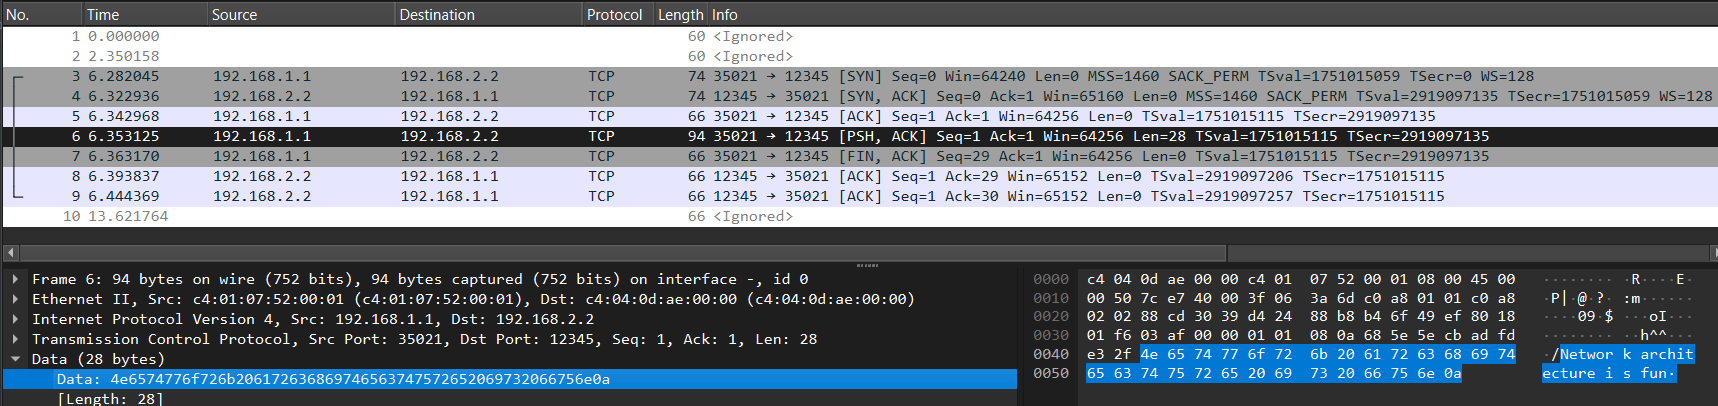 No. Time Source Destination Protocol Length Info
1 0.000000 60 <Ignored>
2 2.350158 60 <Ignored>
3 6.282045 192.168.1.1 192.168.2.2 TCP 74 35021 → 12345 [SYN] Seq=0 Win=64240 Len=0 MSS=1460 SACK_PERM TSval=1751015059 TSecr=0 WS=128
4 6.322936 192.168.2.2 192.168.1.1 TCP 74 12345 → 35021 [SYN, ACK] Seq=0 Ack=1 Win=65160 Len=0 MSS=1460 SACK_PERM TSval=2919097135 TSecr=1751015059 WS=128
5 6.342968 192.168.1.1 192.168.2.2 TCP 66 35021 → 12345 [ACK] Seq=1 Ack=1 Win=64256 Len=0 TSval=1751015115 TSecr=2919097135
6 6.353125 192.168.1.1 192.168.2.2 TCP 94 35021 → 12345 [PSH, ACK] Seq=1 Ack=1 Win=64256 Len=28 TSval=1751015115 TSecr=2919097135
7 6.363170 192.168.1.1 192.168.2.2 TCP 66 35021 → 12345 [FIN, ACK] Seq=29 Ack=1 Win=64256 Len=0 TSval=1751015115 TSecr=2919097135
8 6.393837 192.168.2.2 192.168.1.1 TCP 66 12345 → 35021 [ACK] Seq=1 Ack=29 Win=65152 Len=0 TSval=2919097206 TSecr=1751015115
9 6.444369 192.168.2.2 192.168.1.1 TCP 66 12345 → 35021 [ACK] Seq=1 Ack=30 Win=65152 Len=0 TSval=2919097257 TSecr=1751015115
10 13.621764 66 <Ignored>
Frame 6: 94 bytes on wire (752 bits), 94 bytes captured (752 bits) on interface -, id 0
Ethernet II, Src: c4:01:07:52:00:01 (c4:01:07:52:00:01), Dst: c4:04:0d:ae:00:00 (c4:04:0d:ae:00:00)
Internet Protocol Version 4, Src: 192.168.1.1, Dst: 192.168.2.2
Transmission Control Protocol, Src Port: 35021, Dst Port: 12345, Seq: 1, Ack: 1, Len: 28
Data (28 bytes)
Data: 4e6574776f726b206172636869746563747572652069732066756e0a
[Length: 28]
0000 c4 04 0d ae 00 00 c4 01 07 52 00 01 08 00 45 00 ········ ·R····E·
0010 00 50 7c e7 40 00 3f 06 3a 6d c0 a8 01 01 c0 a8 ·P|·@·?· :m······
0020 02 02 88 cd 30 39 d4 24 88 b8 b4 6f 49 ef 80 18 ····09·$ ···oI···
0030 01 f6 03 af 00 00 01 01 08 0a 68 5e 5e cb ad fd ········ ··h^^···
0040 e3 2f 4e 65 74 77 6f 72 6b 20 61 72 63 68 69 74 ·/Networ k archit
0050 65 63 74 75 72 65 20 69 73 20 66 75 6e 0a ecture i s fun·